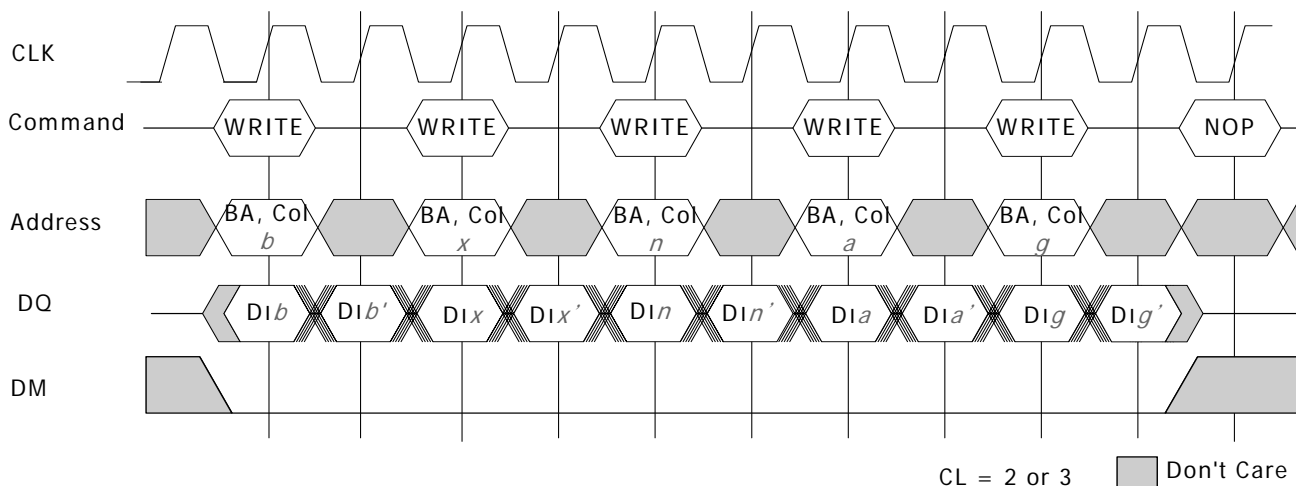 CLK
Command WRITE WRITE WRITE WRITE WRITE NOP
Address BA, Col BA, Col BA, Col BA, Col BA, Col
b x n a g
DQ DIb DIb' DIx DIx’ DIn DIn’ DIa DIa’ DIg DIg’
DM
CL = 2 or 3 Don't Care